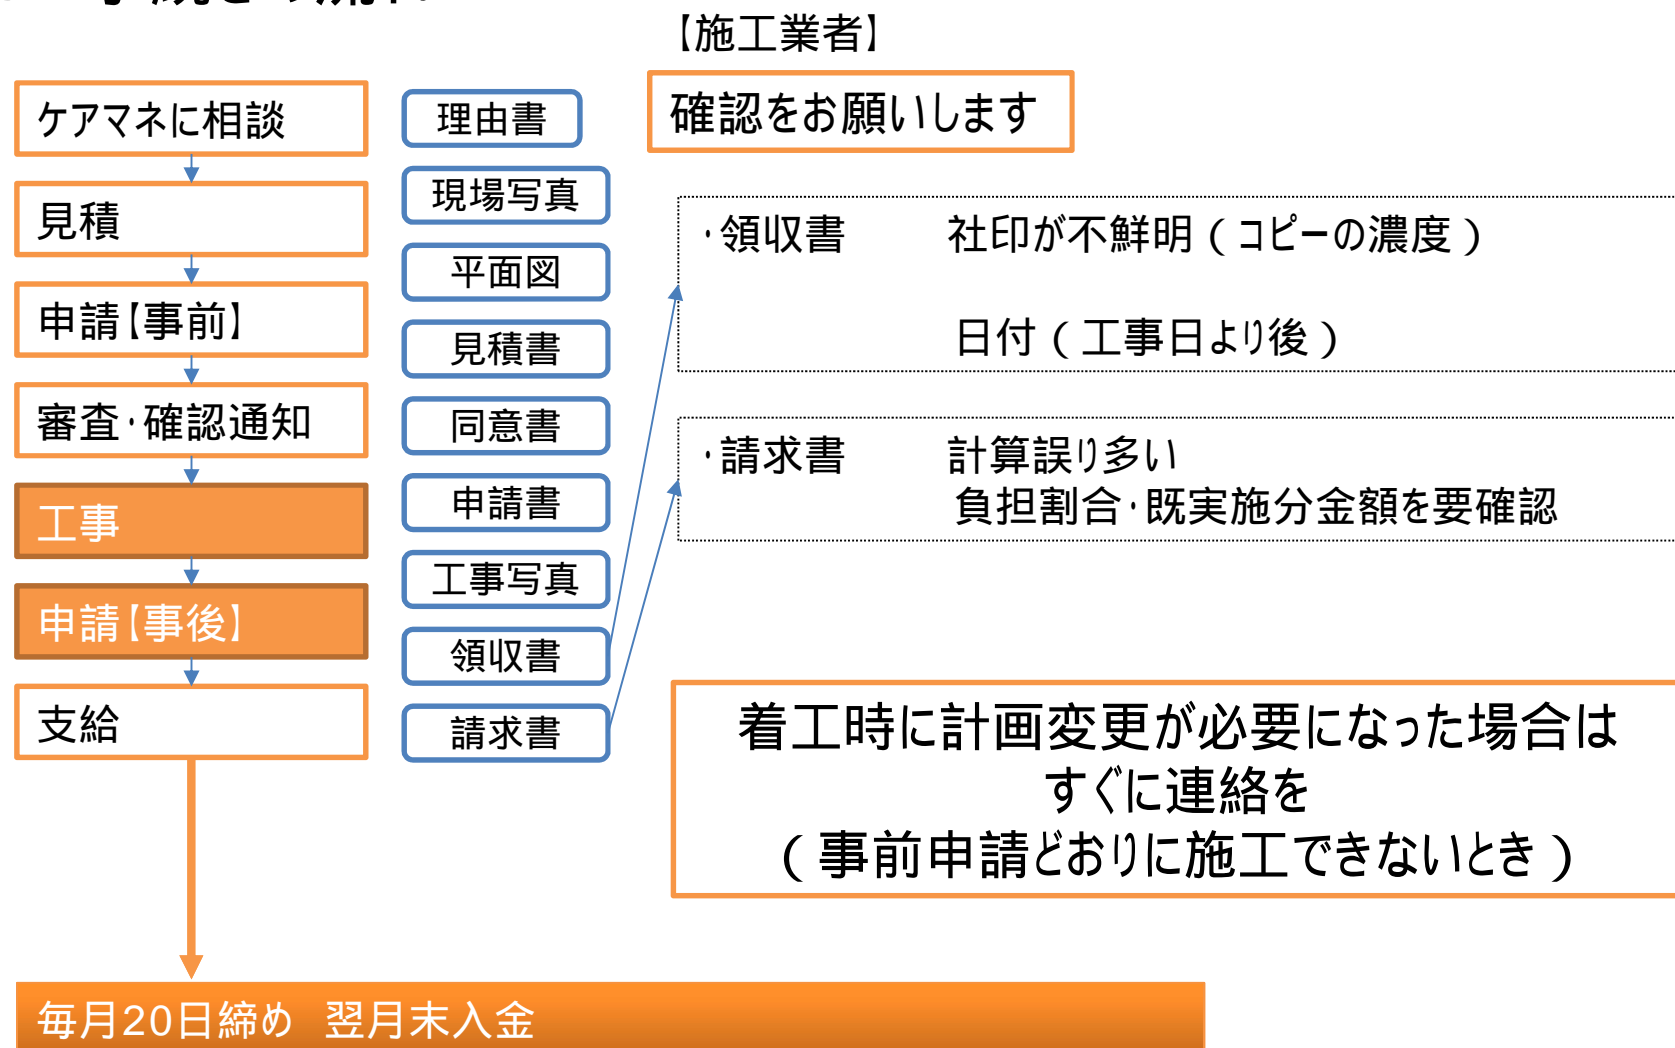 【施工業者】
確認をお願いします
ケアマネに相談
見積
申請【事前】
審査・確認通知
工事
申請【事後】
支給
理由書
現場写真
平面図
見積書
同意書
申請書
工事写真
領収書
請求書
・領収書 社印が不鮮明(コピーの濃度)
日付(工事日より後)
・請求書 計算誤り多い
負担割合・既実施分金額を要確認
着工時に計画変更が必要になった場合は
すぐに連絡を
(事前申請どおりに施工できないとき)
毎月20日締め 翌月末入金